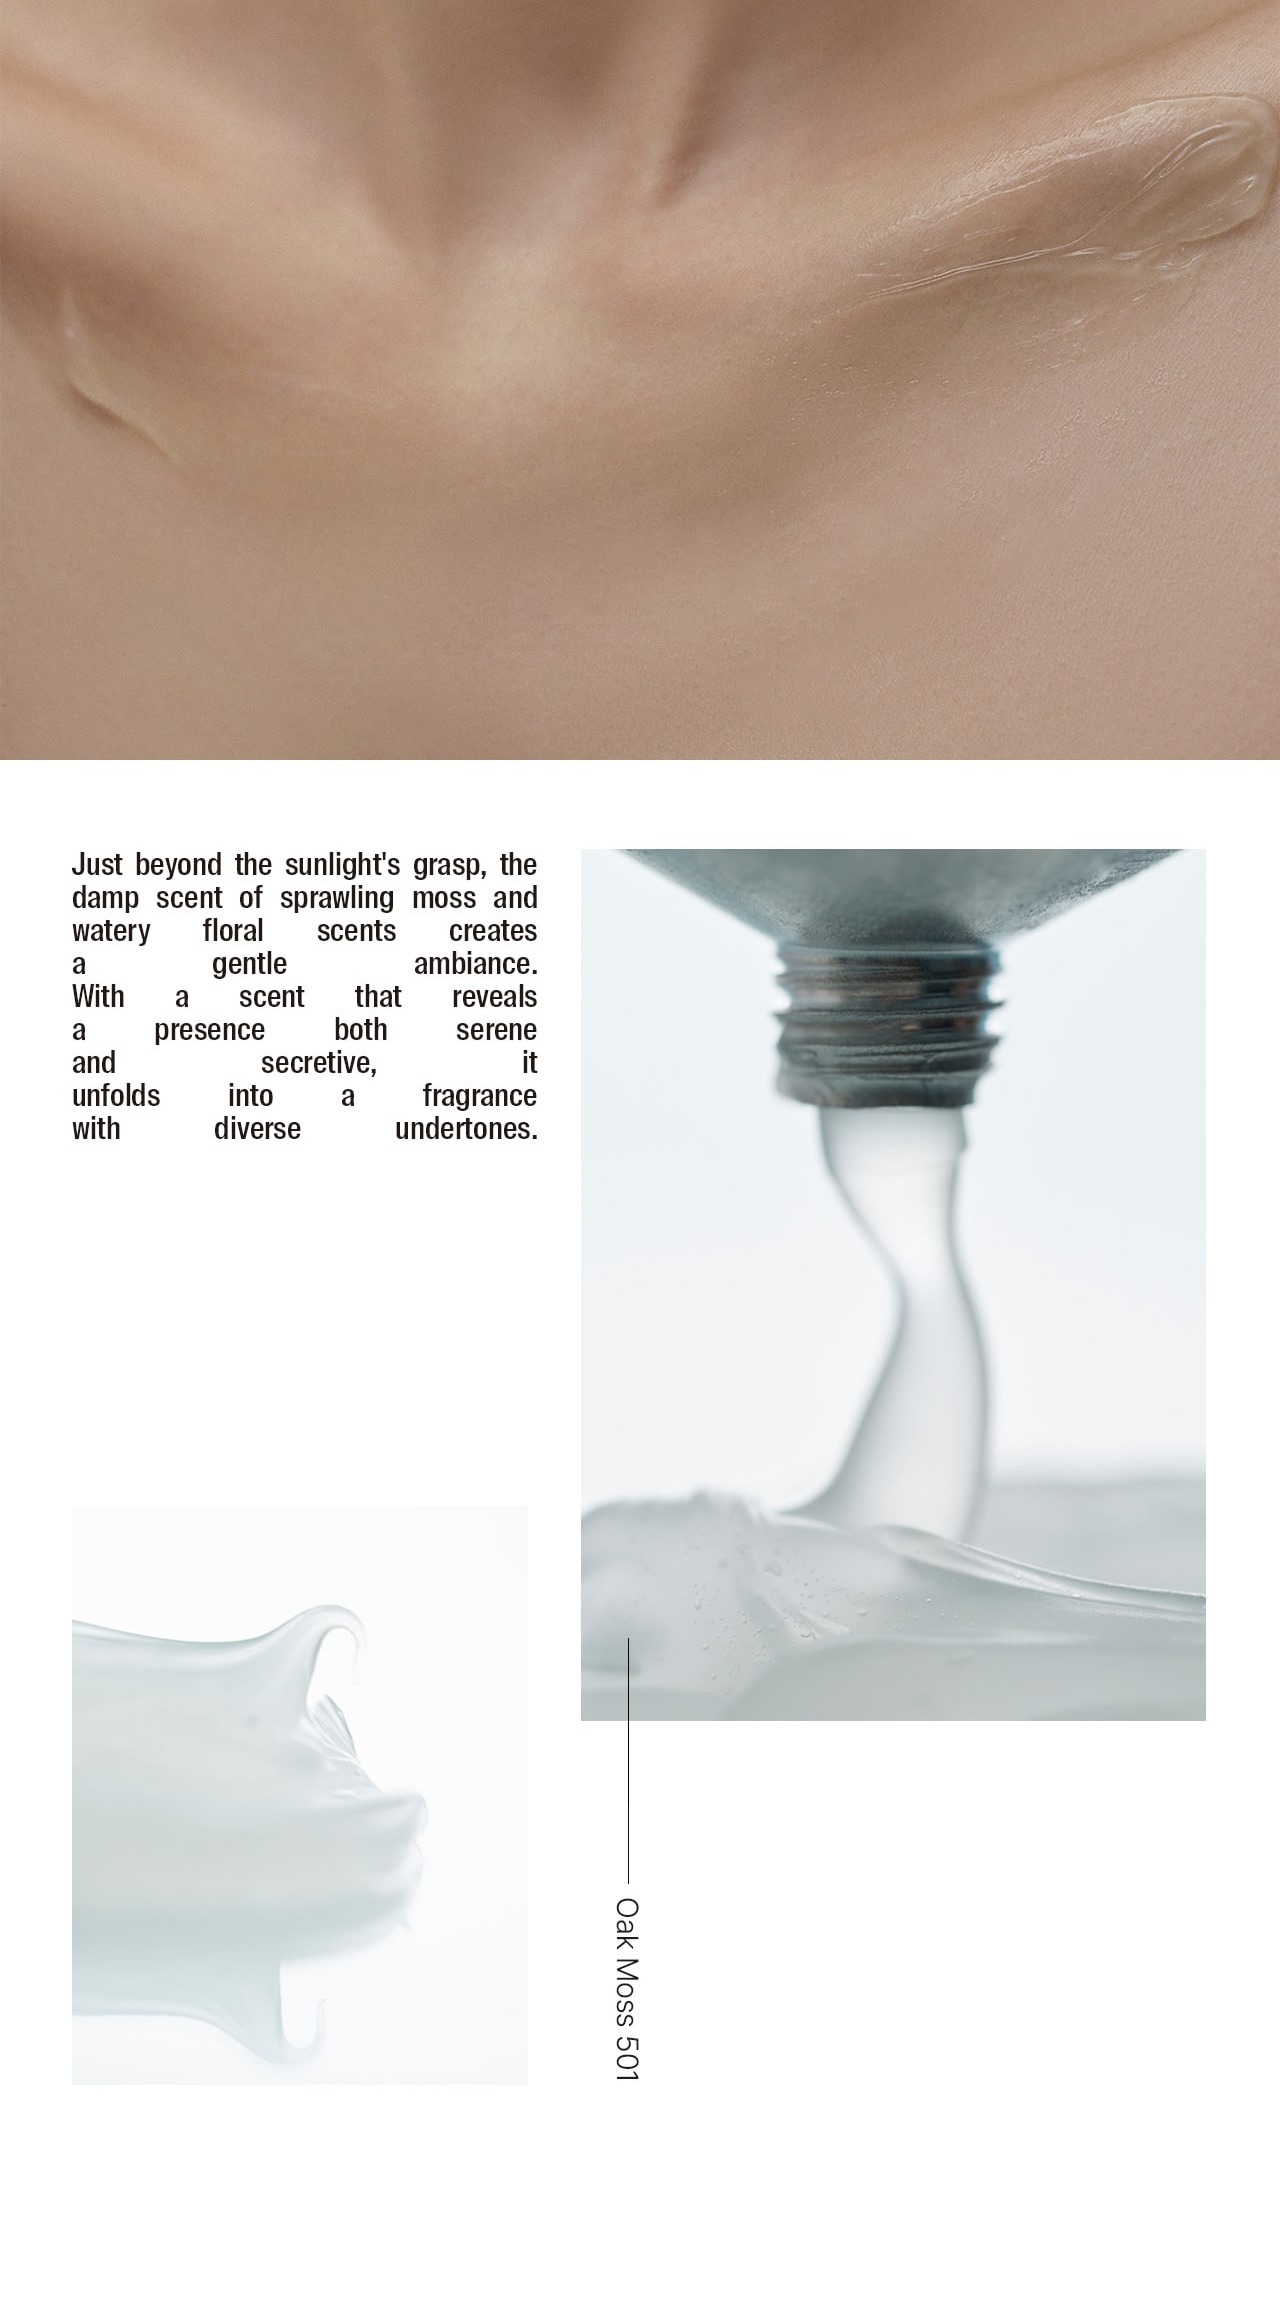 Just beyond the sunlight's grasp, the
damp scent of sprawling moss and
watery floral scents creates
a gentle ambiance.
With a scent that reveals
a presence both serene
and secretive, it
unfolds into a fragrance
with diverse undertones.
Oak Moss 501